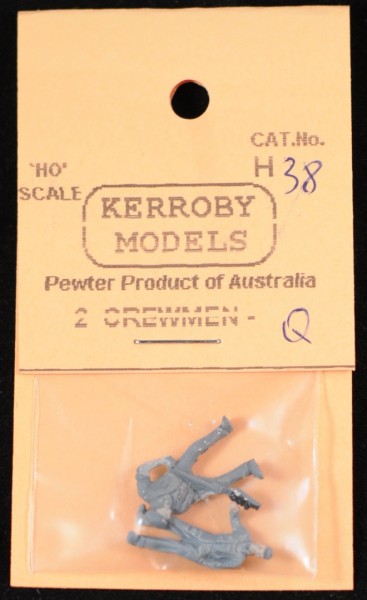 CAT.No.
"HO" H 38
SCALE
KERROBY
MODELS
Pewter Product of Australia
2 CREWMEN - Q